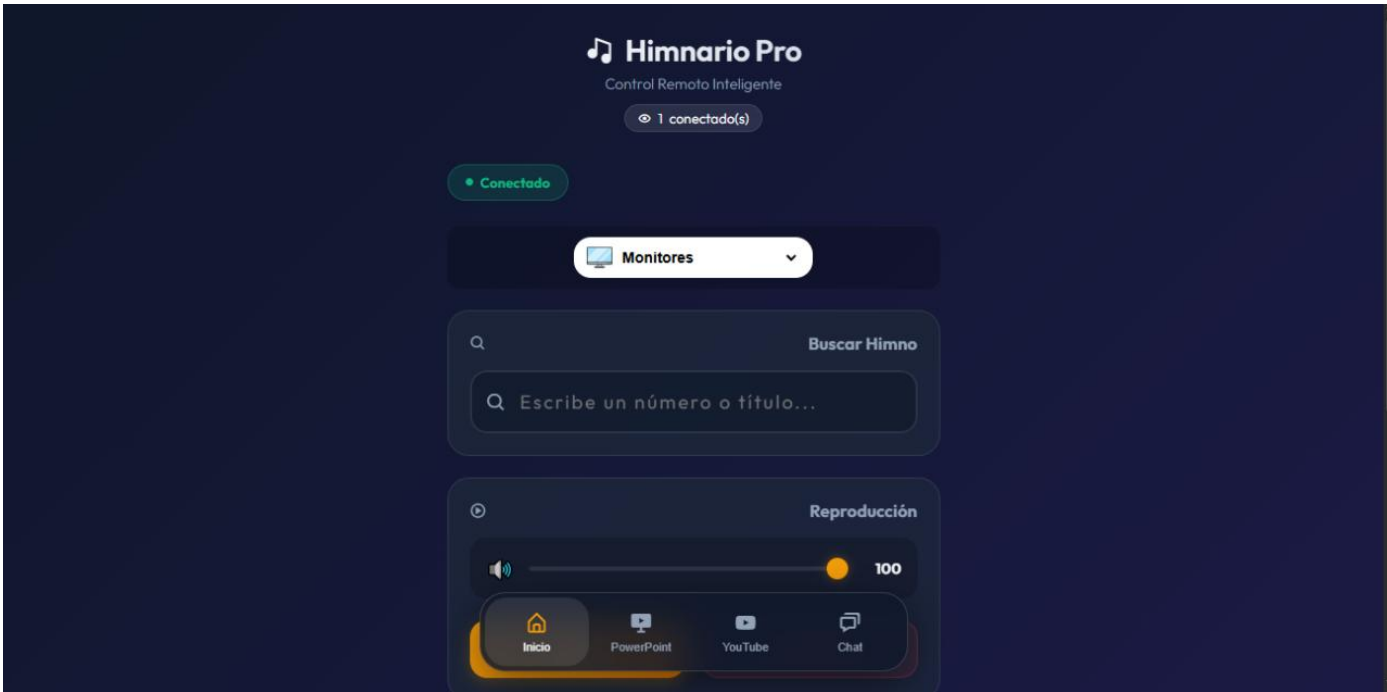 Himnario Pro
Control Remoto Inteligente
1 conectado(s)
Conectado
Monitores
Buscar Himno
Escribe un número o título...
Reproducción
100
Inicio PowerPoint YouTube Chat